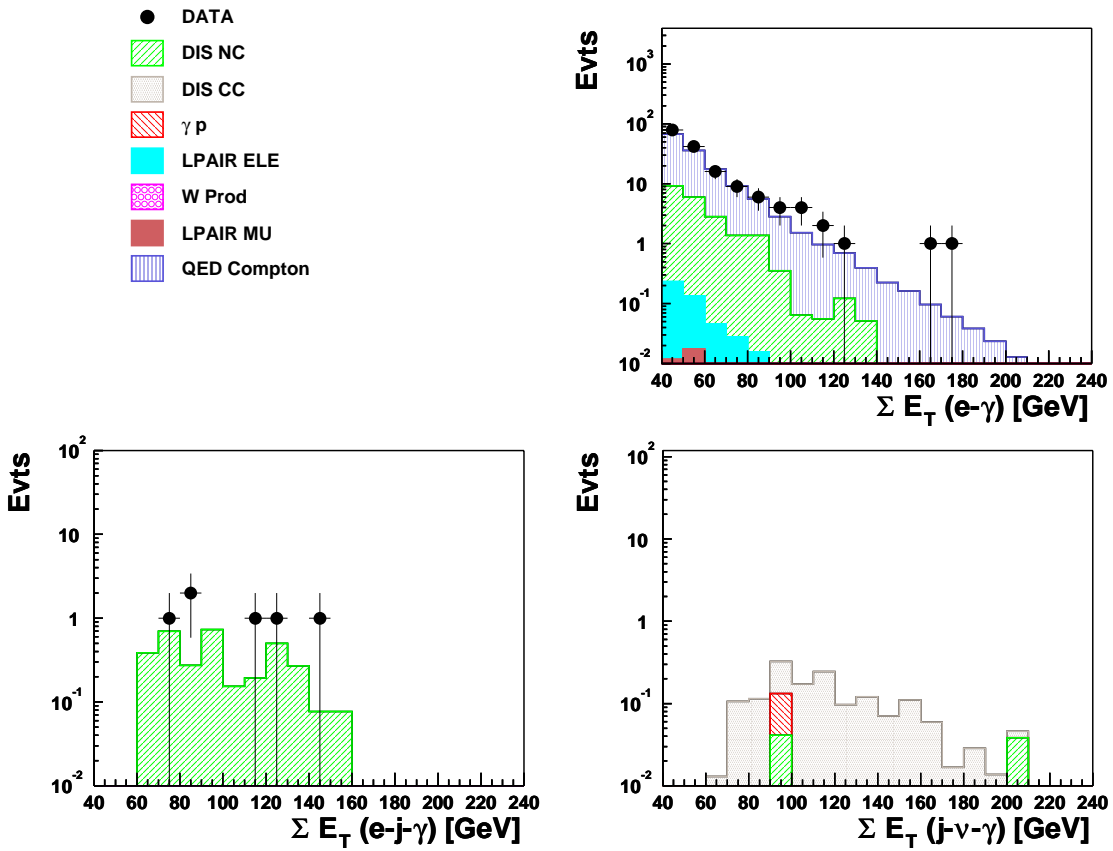 DATA
DIS NC
DIS CC
γ p
LPAIR ELE
W Prod
LPAIR MU
QED Compton
Evts
10³
10²
10
1
10⁻¹
10⁻²
40 60 80 100 120 140 160 180 200 220 240
Σ E_T (e-γ) [GeV]
Evts
10²
10
1
10⁻¹
10⁻²
40 60 80 100 120 140 160 180 200 220 240
Σ E_T (e-j-γ) [GeV]
Evts
10²
10
1
10⁻¹
10⁻²
40 60 80 100 120 140 160 180 200 220 240
Σ E_T (j-ν-γ) [GeV]